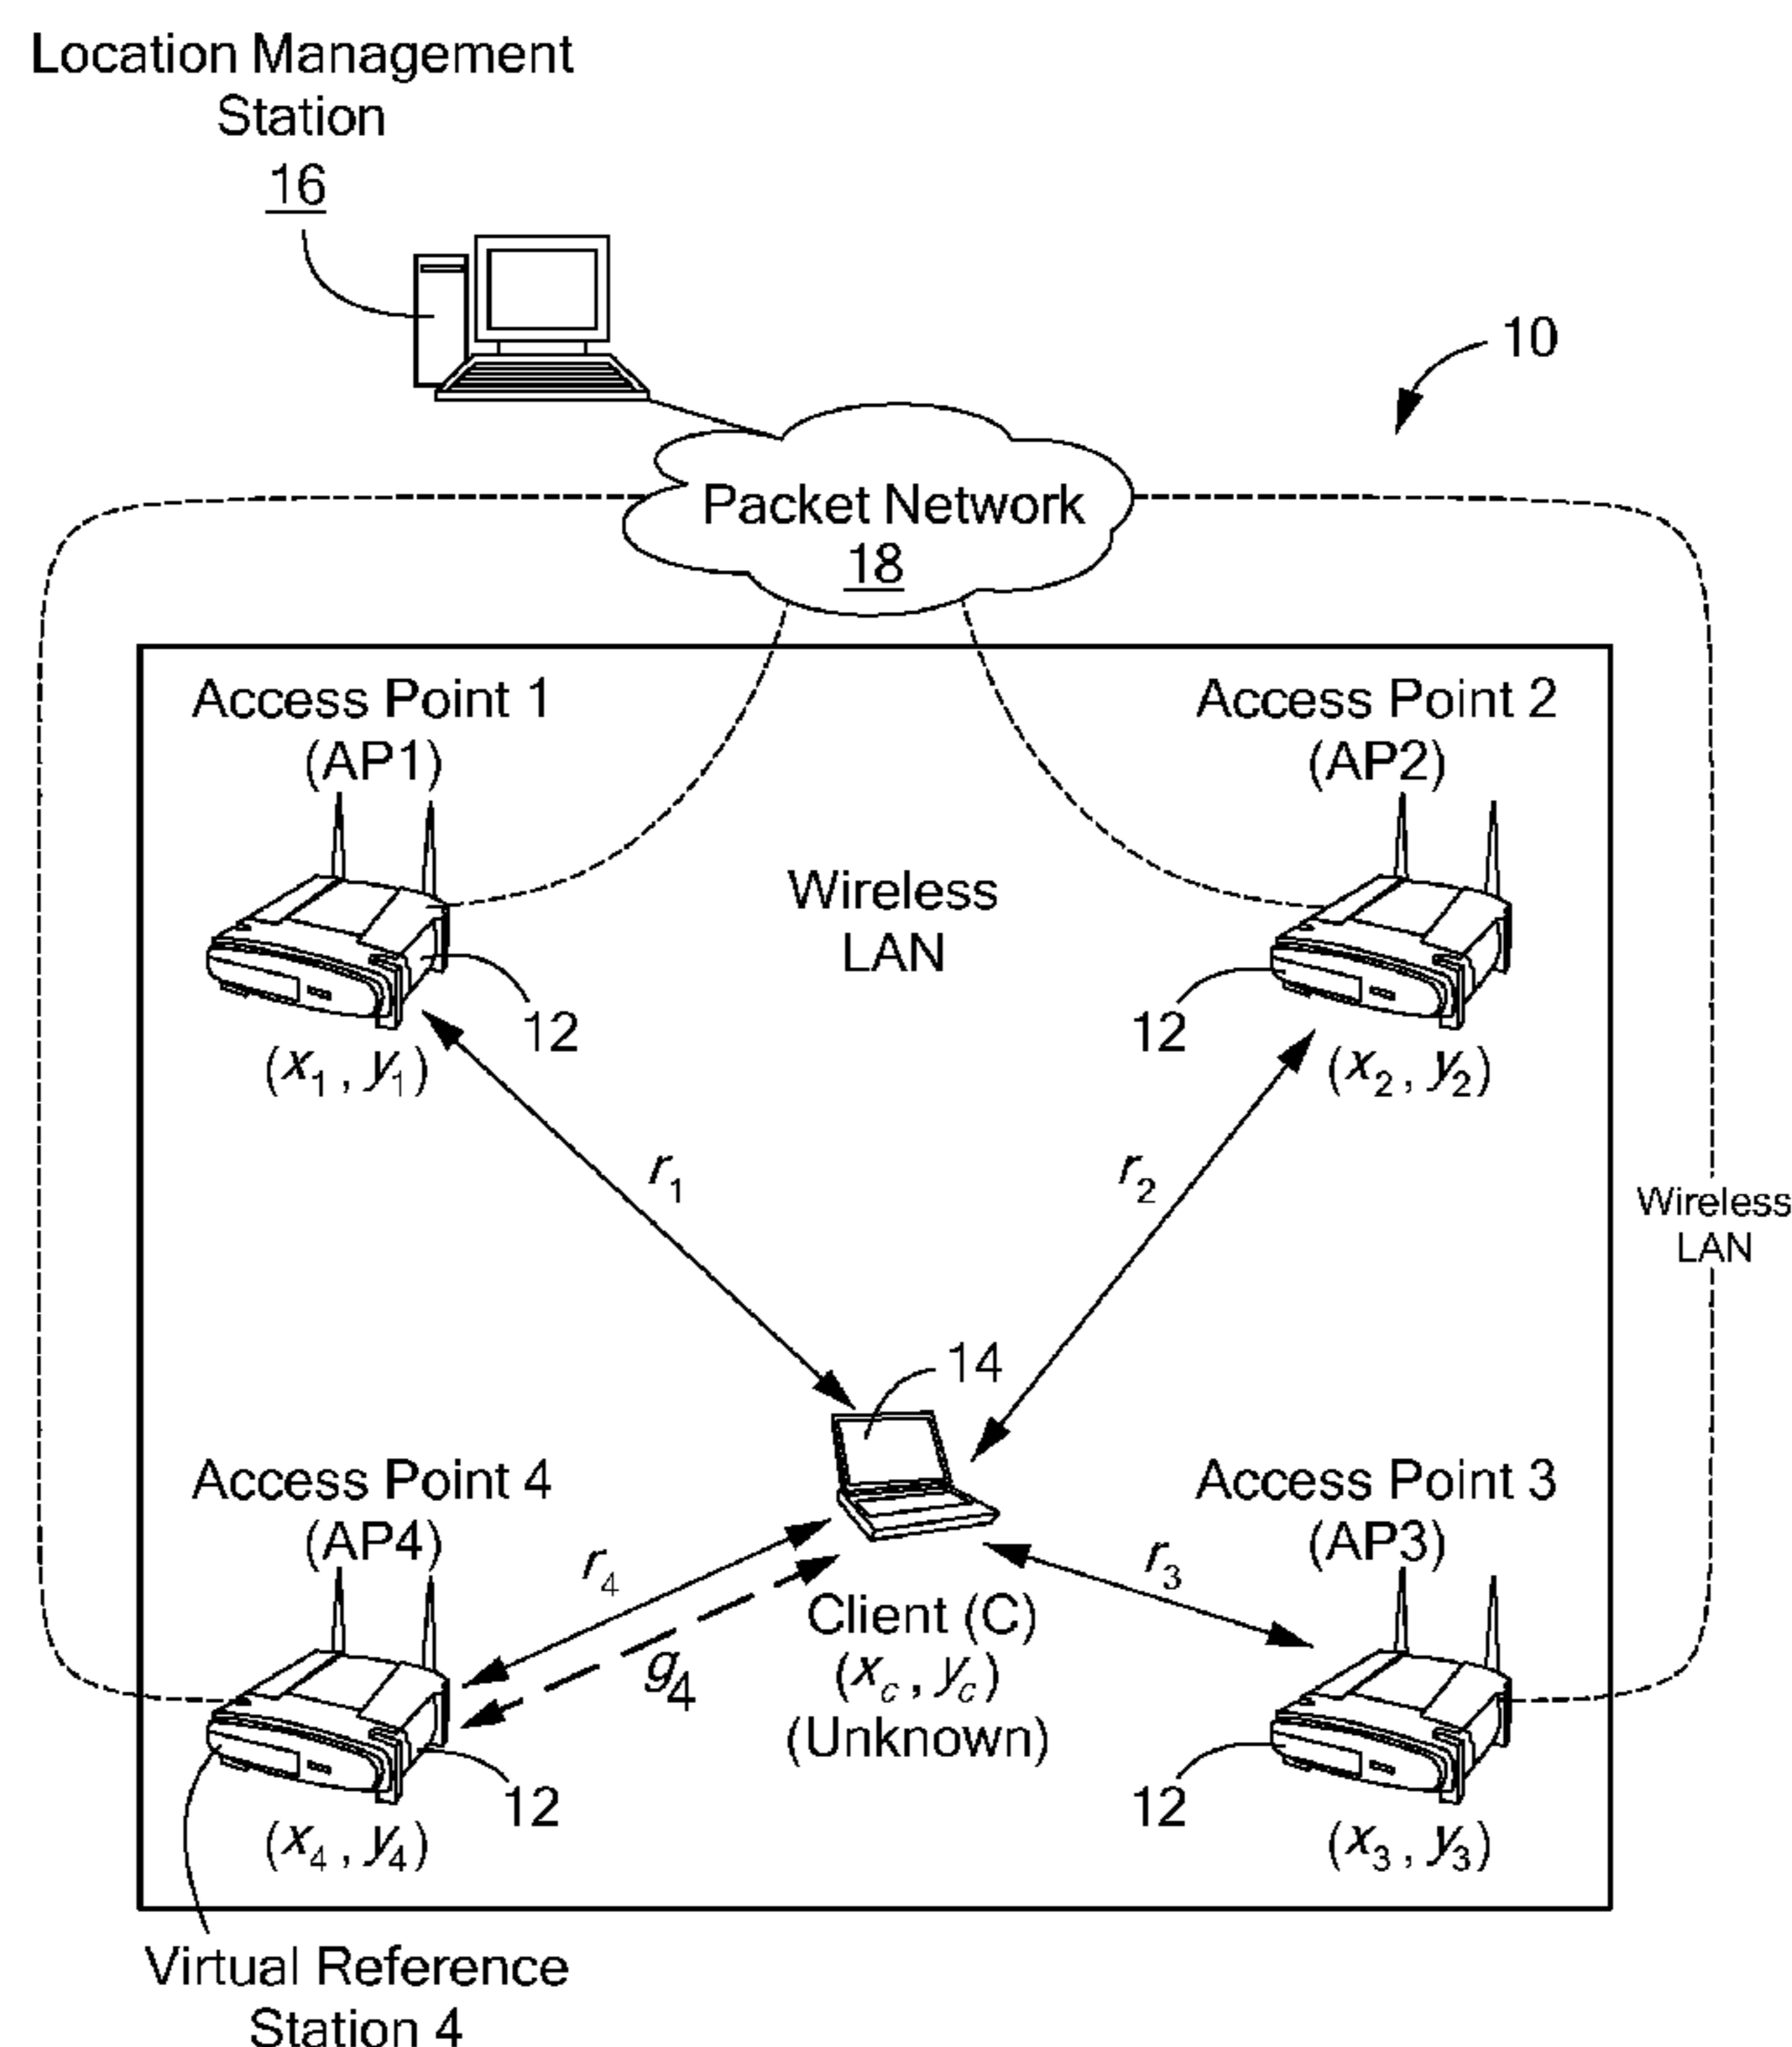 Location Management
Station
16
10
Packet Network
18
Access Point 1
(AP1)
Access Point 2
(AP2)
Wireless
LAN
12
12
(x₁, y₁)
(x₂, y₂)
r₁
r₂
Wireless
LAN
14
Access Point 4
(AP4)
Access Point 3
(AP3)
r₄
r₃
g₄
Client (C)
(x_c, y_c)
(Unknown)
12
12
(x₄, y₄)
(x₃, y₃)
Virtual Reference
Station 4